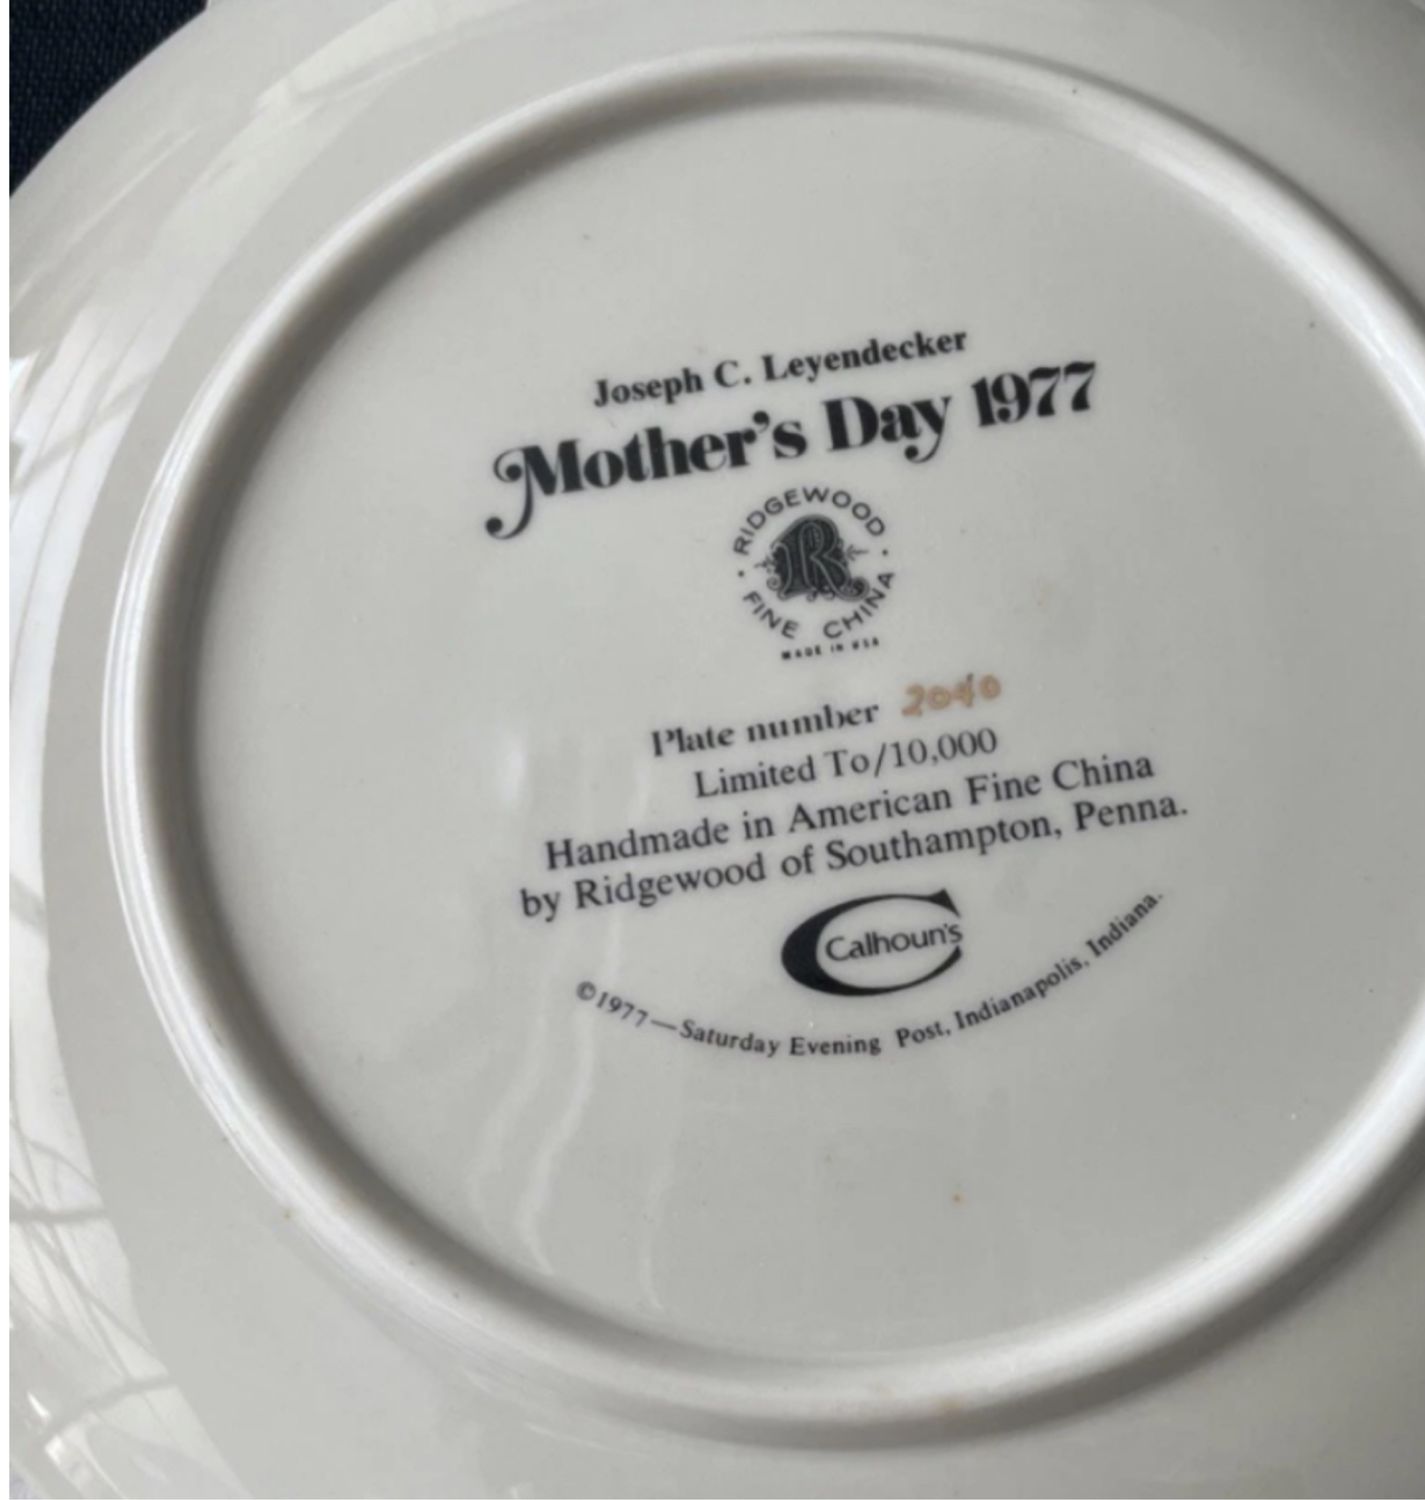 Joseph C. Leyendecker
Mother's Day 1977
RIDGEWOOD
R
FINE CHINA
MADE IN USA
Plate number 2040
Limited To/10,000
Handmade in American Fine China
by Ridgewood of Southampton, Penna.
Calhoun's
©1977—Saturday Evening Post, Indianapolis, Indiana.